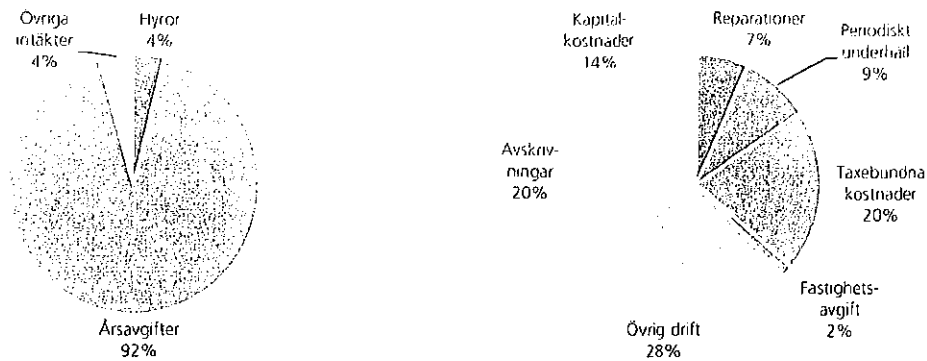 Övriga
intäkter
4%
Hyror
4%
Årsavgifter
92%
Kapital-
kostnader
14%
Reparationer
7%
Periodiskt
underhåll
9%
Avskriv-
ningar
20%
Taxebundna
kostnader
20%
Fastighets-
avgift
2%
Övrig drift
28%